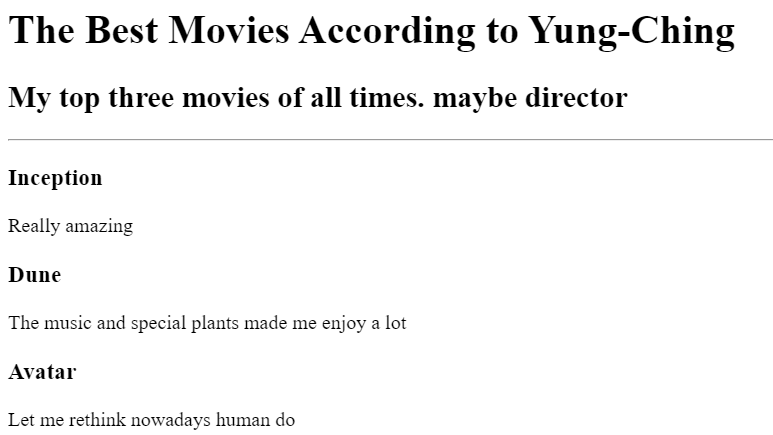 The Best Movies According to Yung-Ching
My top three movies of all times. maybe director
Inception
Really amazing
Dune
The music and special plants made me enjoy a lot
Avatar
Let me rethink nowadays human do